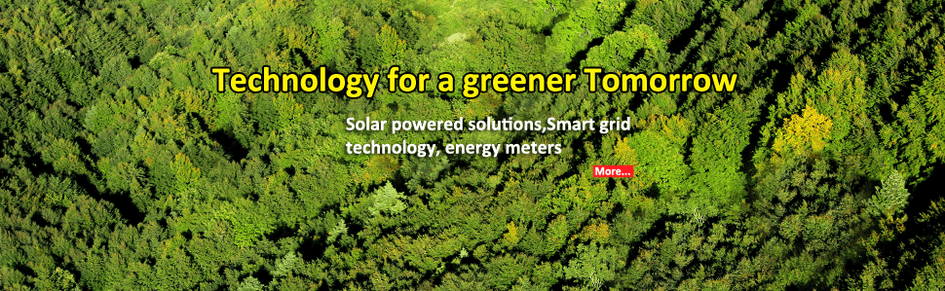 Technology for a greener Tomorrow
Solar powered solutions,Smart grid
technology, energy meters
More...